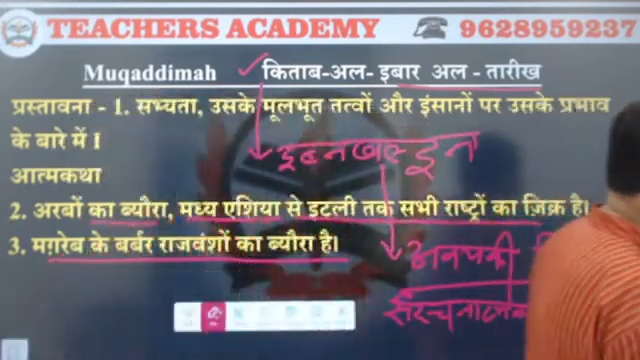 TEACHERS ACADEMY ☎ 9628959237
Muqaddimah ✓ किताब-अल- इबार अल - तारीख
प्रस्तावना - 1. सभ्यता, उसके मूलभूत तत्वों और इंसानों पर उसके प्रभाव
के बारे में I
इब्नखल्दून
आत्मकथा
2. अरबों का ब्यौरा, मध्य एशिया से इटली तक सभी राष्ट्रों का ज़िक्र है।
3. मग़रेब के बर्बर राजवंशों का ब्यौरा है।